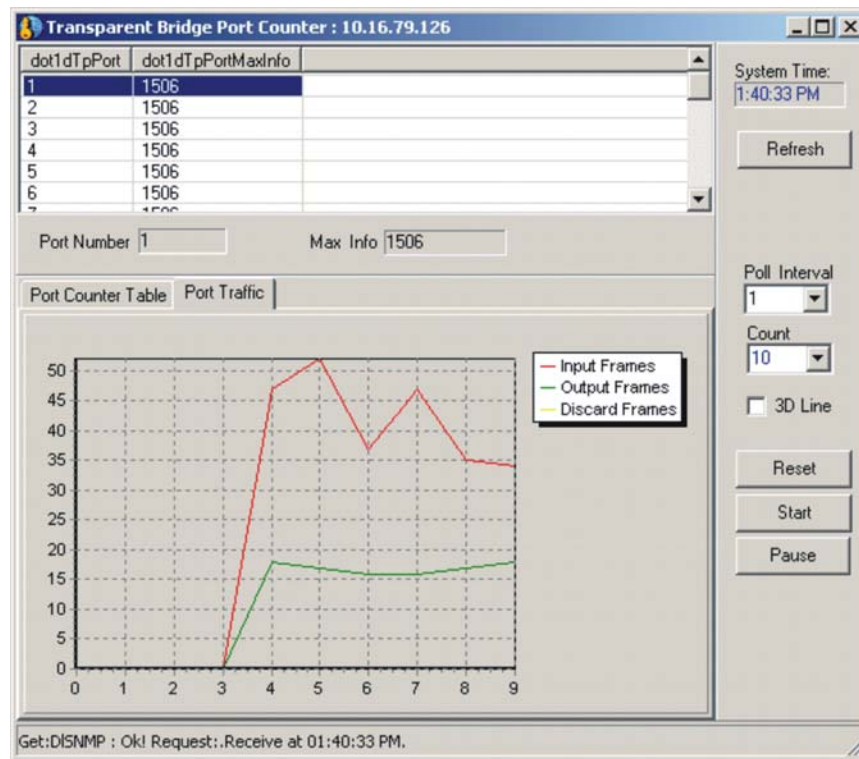 Transparent Bridge Port Counter : 10.16.79.126
dot1dTpPort dot1dTpPortMaxInfo
1 1506
2 1506
3 1506
4 1506
5 1506
6 1506
System Time:
1:40:33 PM
Refresh
Port Number 1 Max Info 1506
Poll Interval
1
Count
10
3D Line
Reset
Start
Pause
Port Counter Table Port Traffic
50
45
40
35
30
25
20
15
10
5
0
0 1 2 3 4 5 6 7 8 9
Input Frames
Output Frames
Discard Frames
Get:DlSNMP : Ok! Request:.Receive at 01:40:33 PM.